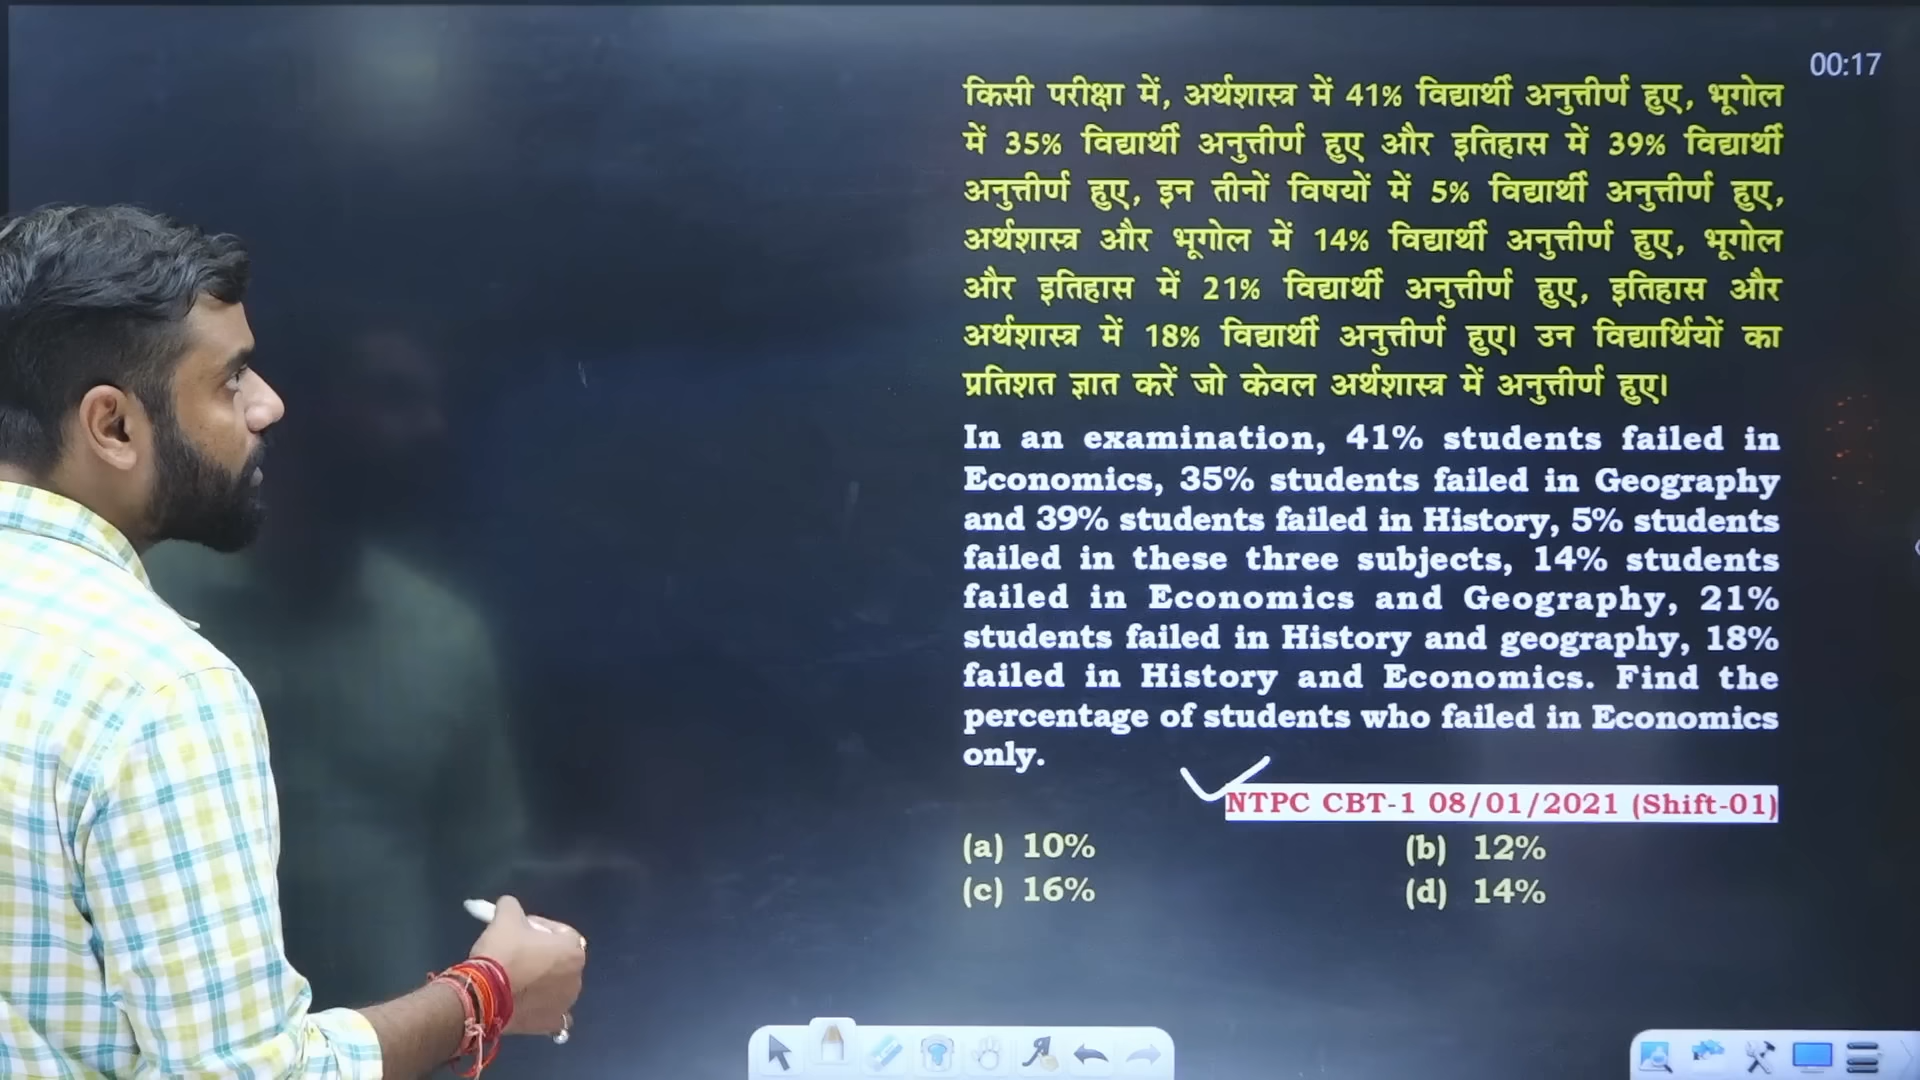 00:17
किसी परीक्षा में, अर्थशास्त्र में 41% विद्यार्थी अनुत्तीर्ण हुए, भूगोल
में 35% विद्यार्थी अनुत्तीर्ण हुए और इतिहास में 39% विद्यार्थी
अनुत्तीर्ण हुए, इन तीनों विषयों में 5% विद्यार्थी अनुत्तीर्ण हुए,
अर्थशास्त्र और भूगोल में 14% विद्यार्थी अनुत्तीर्ण हुए, भूगोल
और इतिहास में 21% विद्यार्थी अनुत्तीर्ण हुए, इतिहास और
अर्थशास्त्र में 18% विद्यार्थी अनुत्तीर्ण हुए। उन विद्यार्थियों का
प्रतिशत ज्ञात करें जो केवल अर्थशास्त्र में अनुत्तीर्ण हुए।
In an examination, 41% students failed in
Economics, 35% students failed in Geography
and 39% students failed in History, 5% students
failed in these three subjects, 14% students
failed in Economics and Geography, 21%
students failed in History and geography, 18%
failed in History and Economics. Find the
percentage of students who failed in Economics
only.
NTPC CBT-1 08/01/2021 (Shift-01)
(a) 10% (b) 12%
(c) 16% (d) 14%